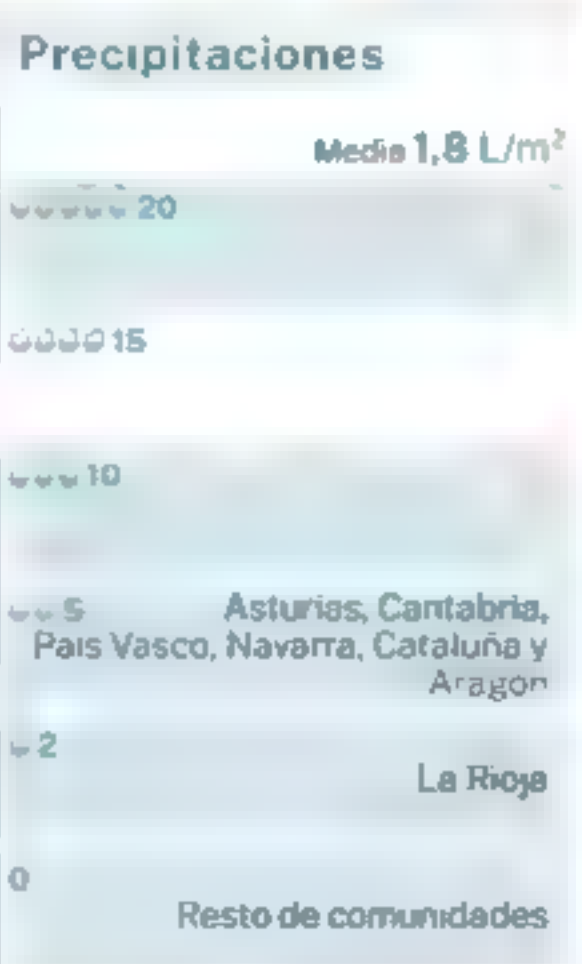 Precipitaciones
Media 1,8 L/m²
20
15
10
5 Asturias, Cantabria,
País Vasco, Navarra, Cataluña y
Aragón
2
La Rioja
0
Resto de comunidades